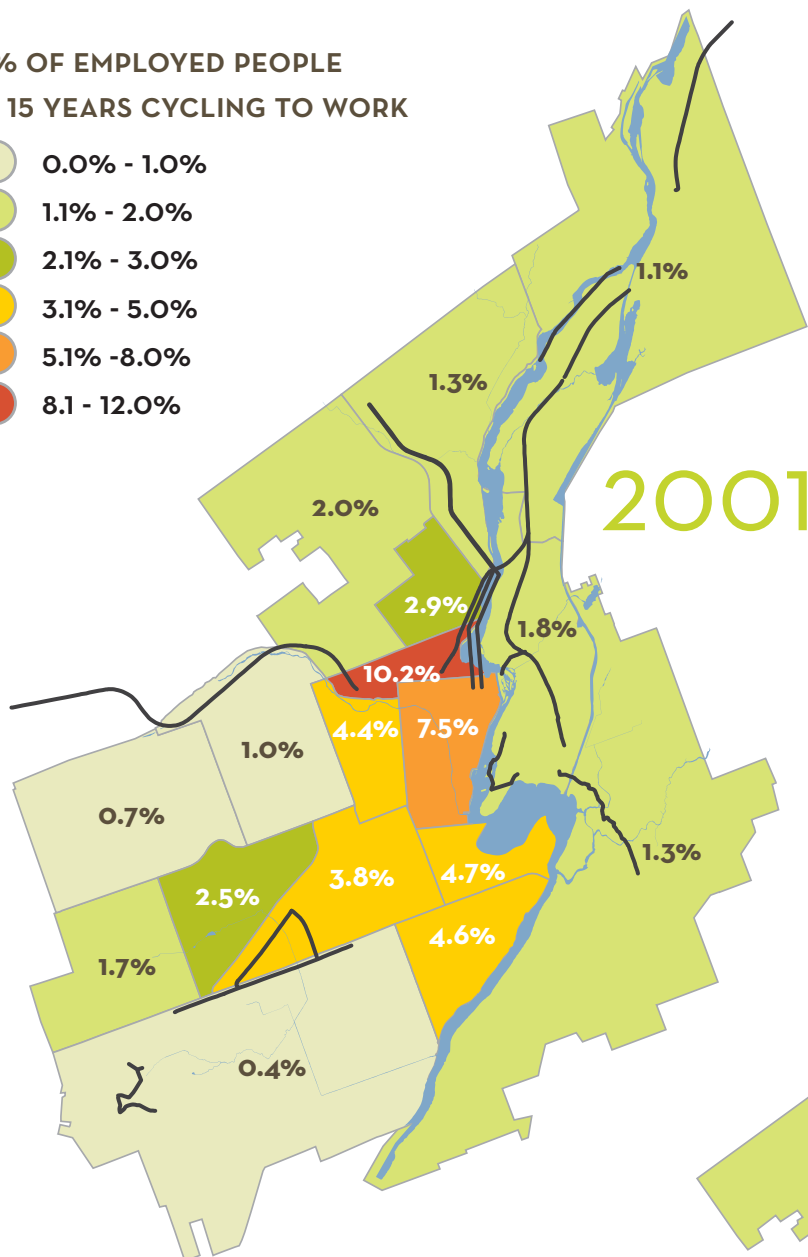 % OF EMPLOYED PEOPLE
15 YEARS CYCLING TO WORK
0.0% - 1.0%
1.1% - 2.0%
2.1% - 3.0%
3.1% - 5.0%
5.1% -8.0%
8.1 - 12.0%
1.1%
1.3%
2001
2.0%
2.9%
1.8%
10.2%
4.4%
7.5%
1.0%
0.7%
1.3%
3.8%
4.7%
2.5%
4.6%
1.7%
0.4%